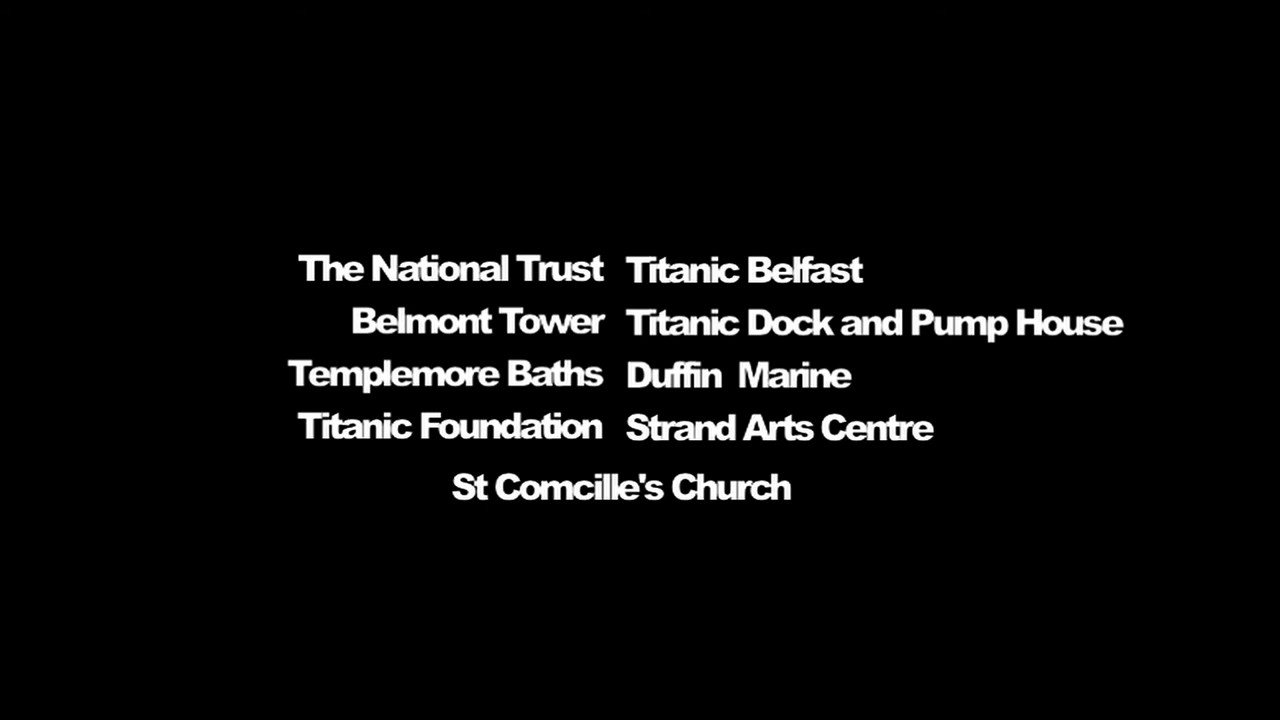 The National Trust Titanic Belfast
Belmont Tower Titanic Dock and Pump House
Templemore Baths Duffin Marine
Titanic Foundation Strand Arts Centre
St Comcille's Church